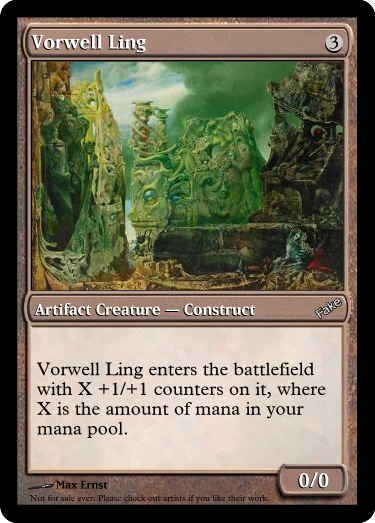 Vorwell Ling 3
Artifact Creature — Construct Fake
Vorwell Ling enters the battlefield
with X +1/+1 counters on it, where
X is the amount of mana in your
mana pool.
0/0
Max Ernst
Not for sale ever. Please check out artists if you like their work.